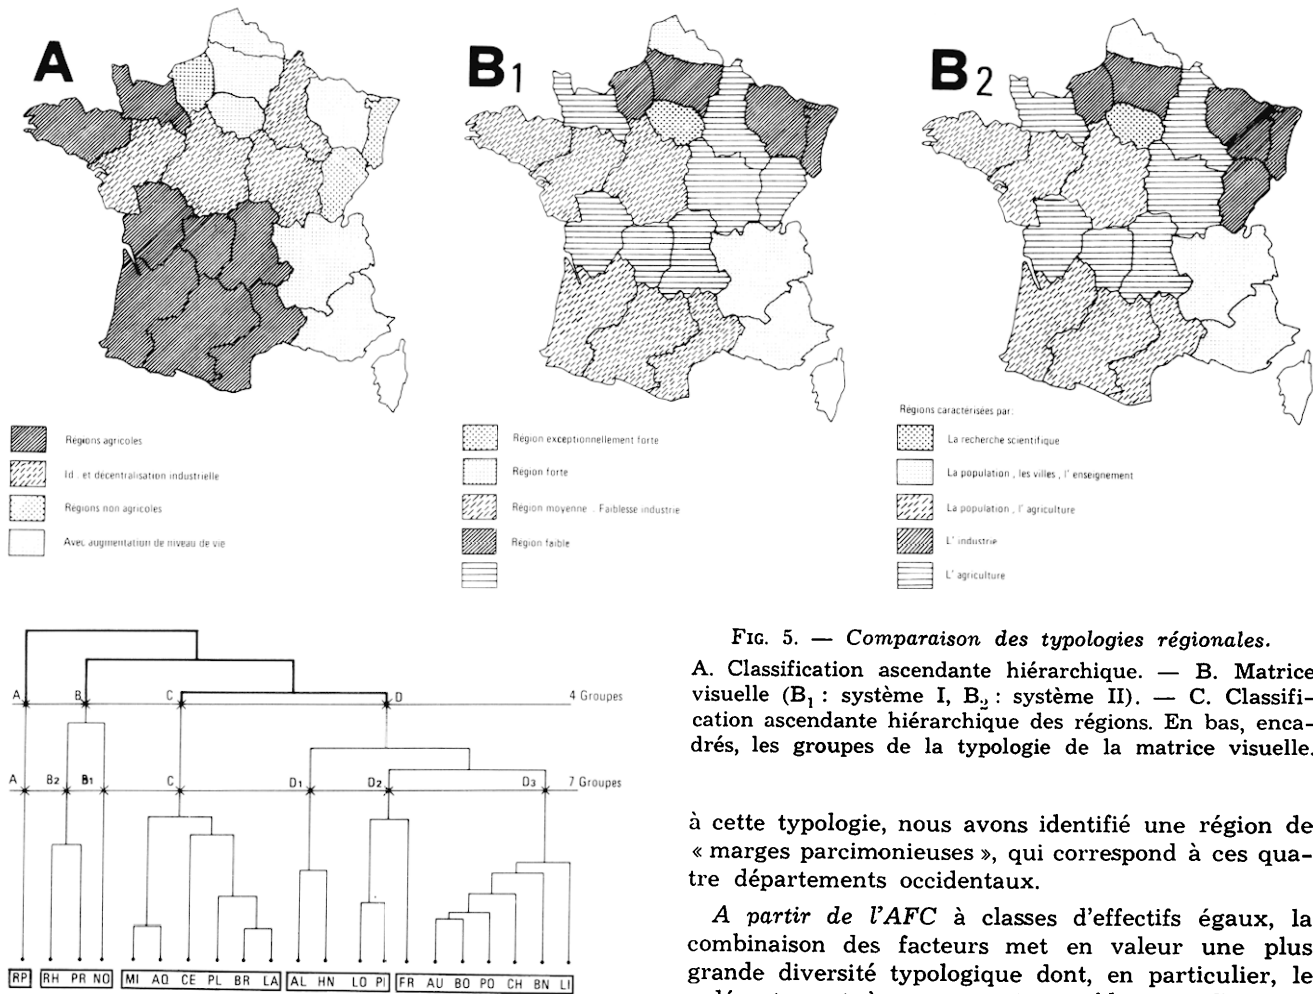 A
B1
B2
Régions agricoles
Id . et décentralisation industrielle
Régions non agricoles
Avec augmentation de niveau de vie
Région exceptionnellement forte
Région forte
Région moyenne . Faiblesse industrie
Région faible
Régions caractérisées par:
La recherche scientifique
La population , les villes , l' enseignement
La population , l' agriculture
L' industrie
L' agriculture
A B C D 4 Groupes
A B2 B1 C D1 D2 D3 7 Groupes
RP RH PR NO MI AQ CE PL BR LA AL HN LO PI FR AU BO PO CH BN LI
FIG. 5. — Comparaison des typologies régionales.
A. Classification ascendante hiérarchique. — B. Matrice
visuelle (B1 : système I, B2 : système II). — C. Classifi-
cation ascendante hiérarchique des régions. En bas, enca-
drés, les groupes de la typologie de la matrice visuelle.
à cette typologie, nous avons identifié une région de
« marges parcimonieuses », qui correspond à ces qua-
tre départements occidentaux.
A partir de l'AFC à classes d'effectifs égaux, la
combinaison des facteurs met en valeur une plus
grande diversité typologique dont, en particulier, le